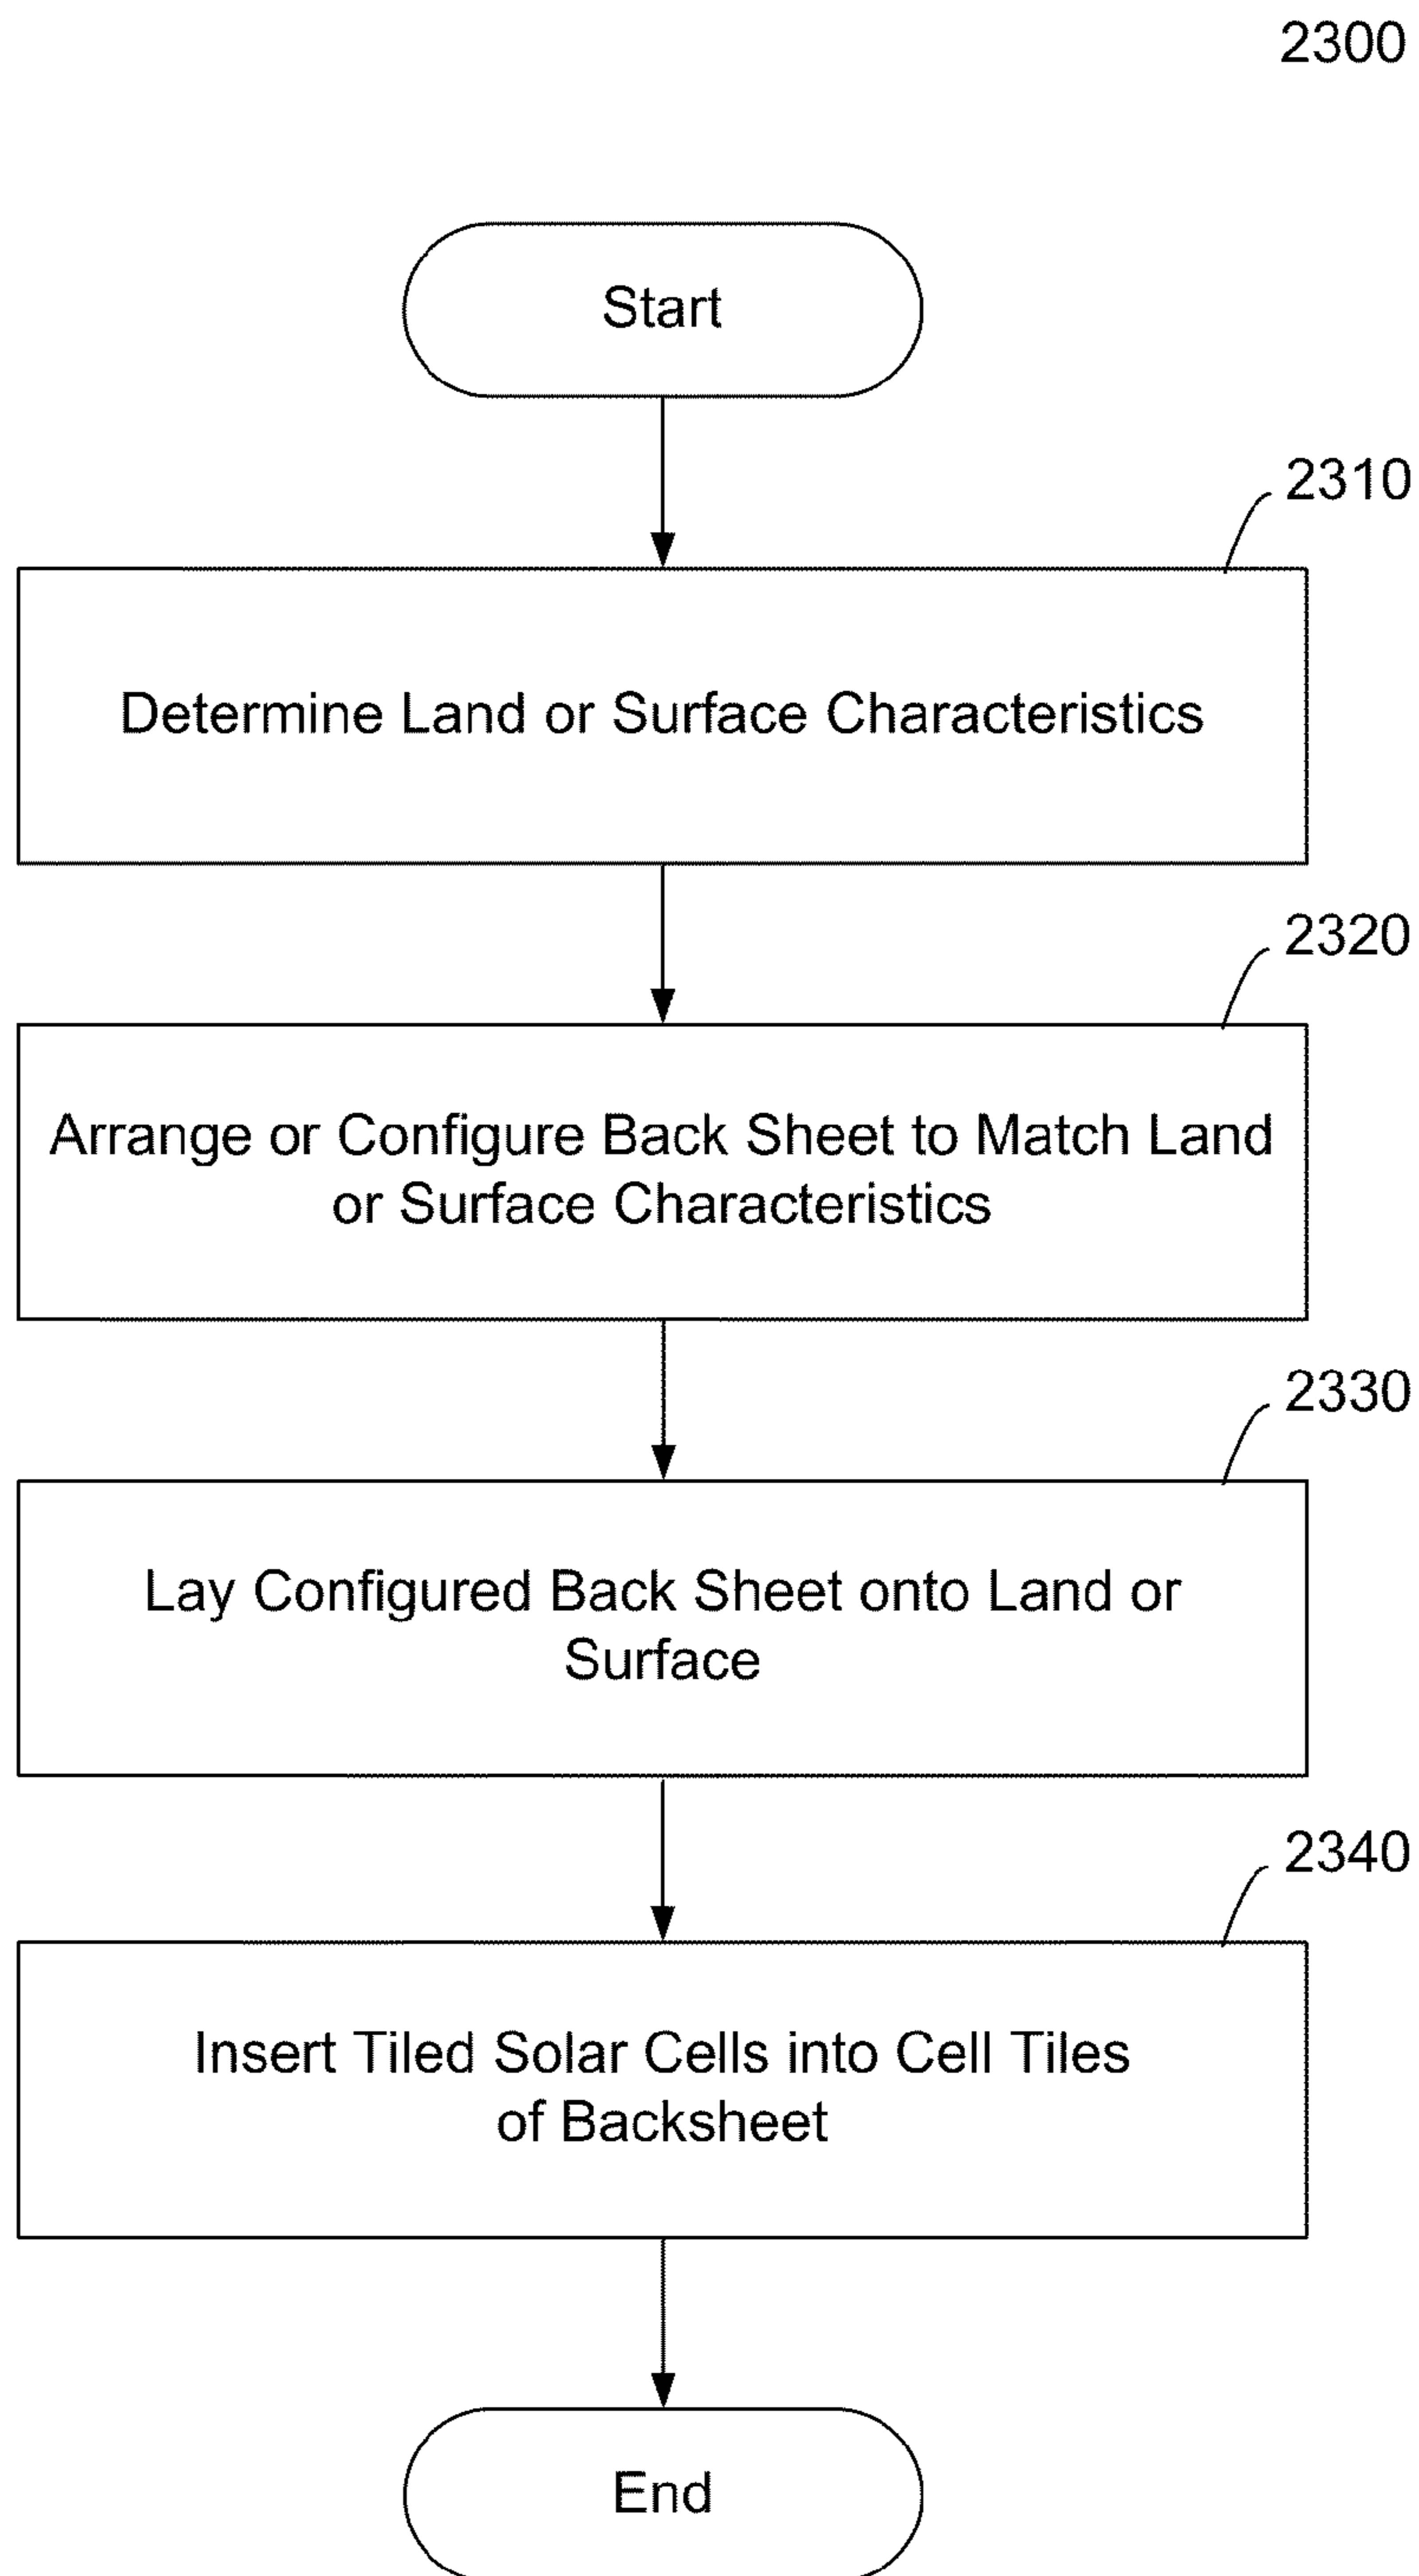 2300
Start
2310
Determine Land or Surface Characteristics
2320
Arrange or Configure Back Sheet to Match Land
or Surface Characteristics
2330
Lay Configured Back Sheet onto Land or
Surface
2340
Insert Tiled Solar Cells into Cell Tiles
of Backsheet
End